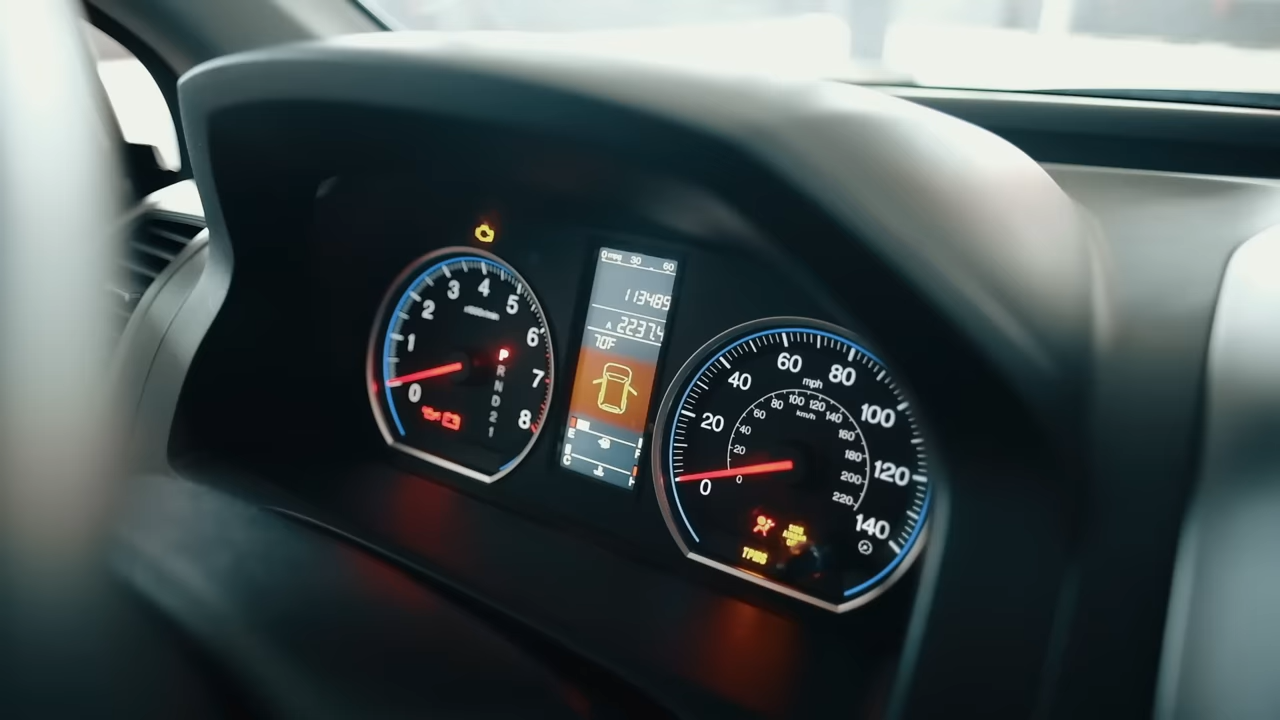 0 mpg 30 60
113489
A 2237.4
70F
E F
C H
0 1 2 3 4 5 6 7 8
P
R
N
D
2
1
0 20 40 60 80 100 120 140
mph
0 20 40 60 80 100 120 140 160 180 200 220
km/h
TPMS